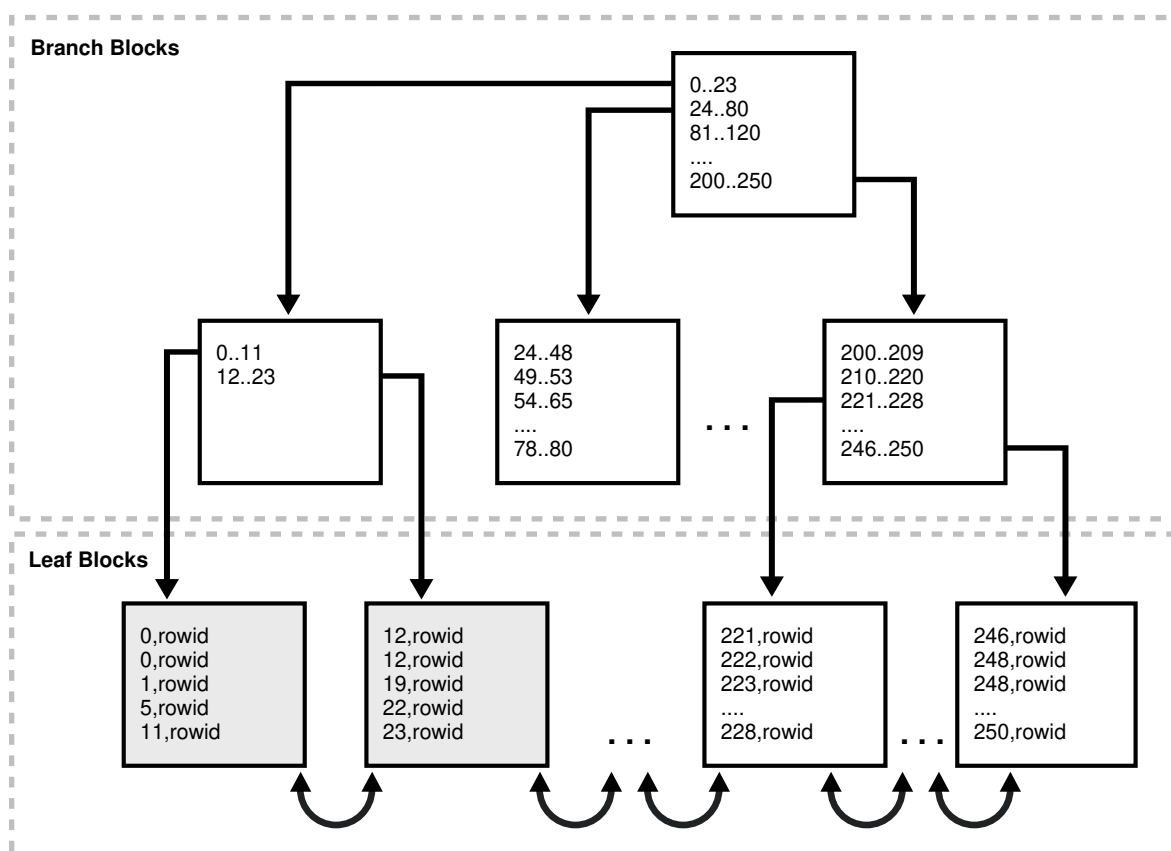 Branch Blocks
0..23
24..80
81..120
....
200..250
0..11
12..23
24..48
49..53
54..65
....
78..80
. . .
200..209
210..220
221..228
....
246..250
Leaf Blocks
0,rowid
0,rowid
1,rowid
5,rowid
11,rowid
12,rowid
12,rowid
19,rowid
22,rowid
23,rowid
. . .
221,rowid
222,rowid
223,rowid
....
228,rowid
. . .
246,rowid
248,rowid
248,rowid
....
250,rowid